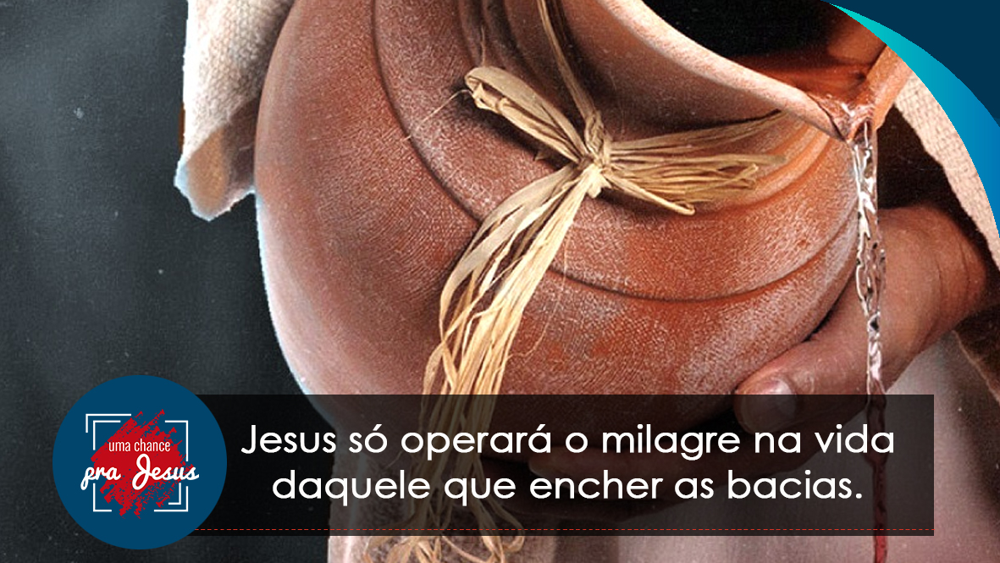 uma chance
pra Jesus
Jesus só operará o milagre na vida
daquele que encher as bacias.